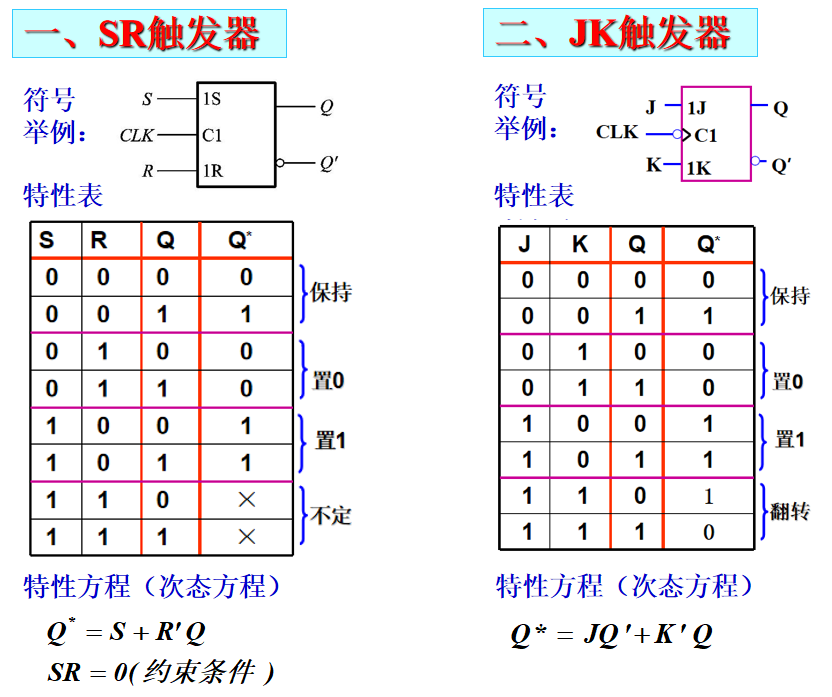 一、SR触发器
符号
举例：
S
CLK
R
1S
C1
1R
Q
Q′
特性表
S R Q Q*
0 0 0 0
0 0 1 1
保持
0 1 0 0
0 1 1 0
置0
1 0 0 1
1 0 1 1
置1
1 1 0 ×
1 1 1 ×
不定
特性方程（次态方程）
Q* = S + R′Q
SR = 0(约束条件 )
二、JK触发器
符号
举例：
J
CLK
K
1J
C1
1K
Q
Q′
特性表
J K Q Q*
0 0 0 0
0 0 1 1
保持
0 1 0 0
0 1 1 0
置0
1 0 0 1
1 0 1 1
置1
1 1 0 1
1 1 1 0
翻转
特性方程（次态方程）
Q* = JQ′+K′Q